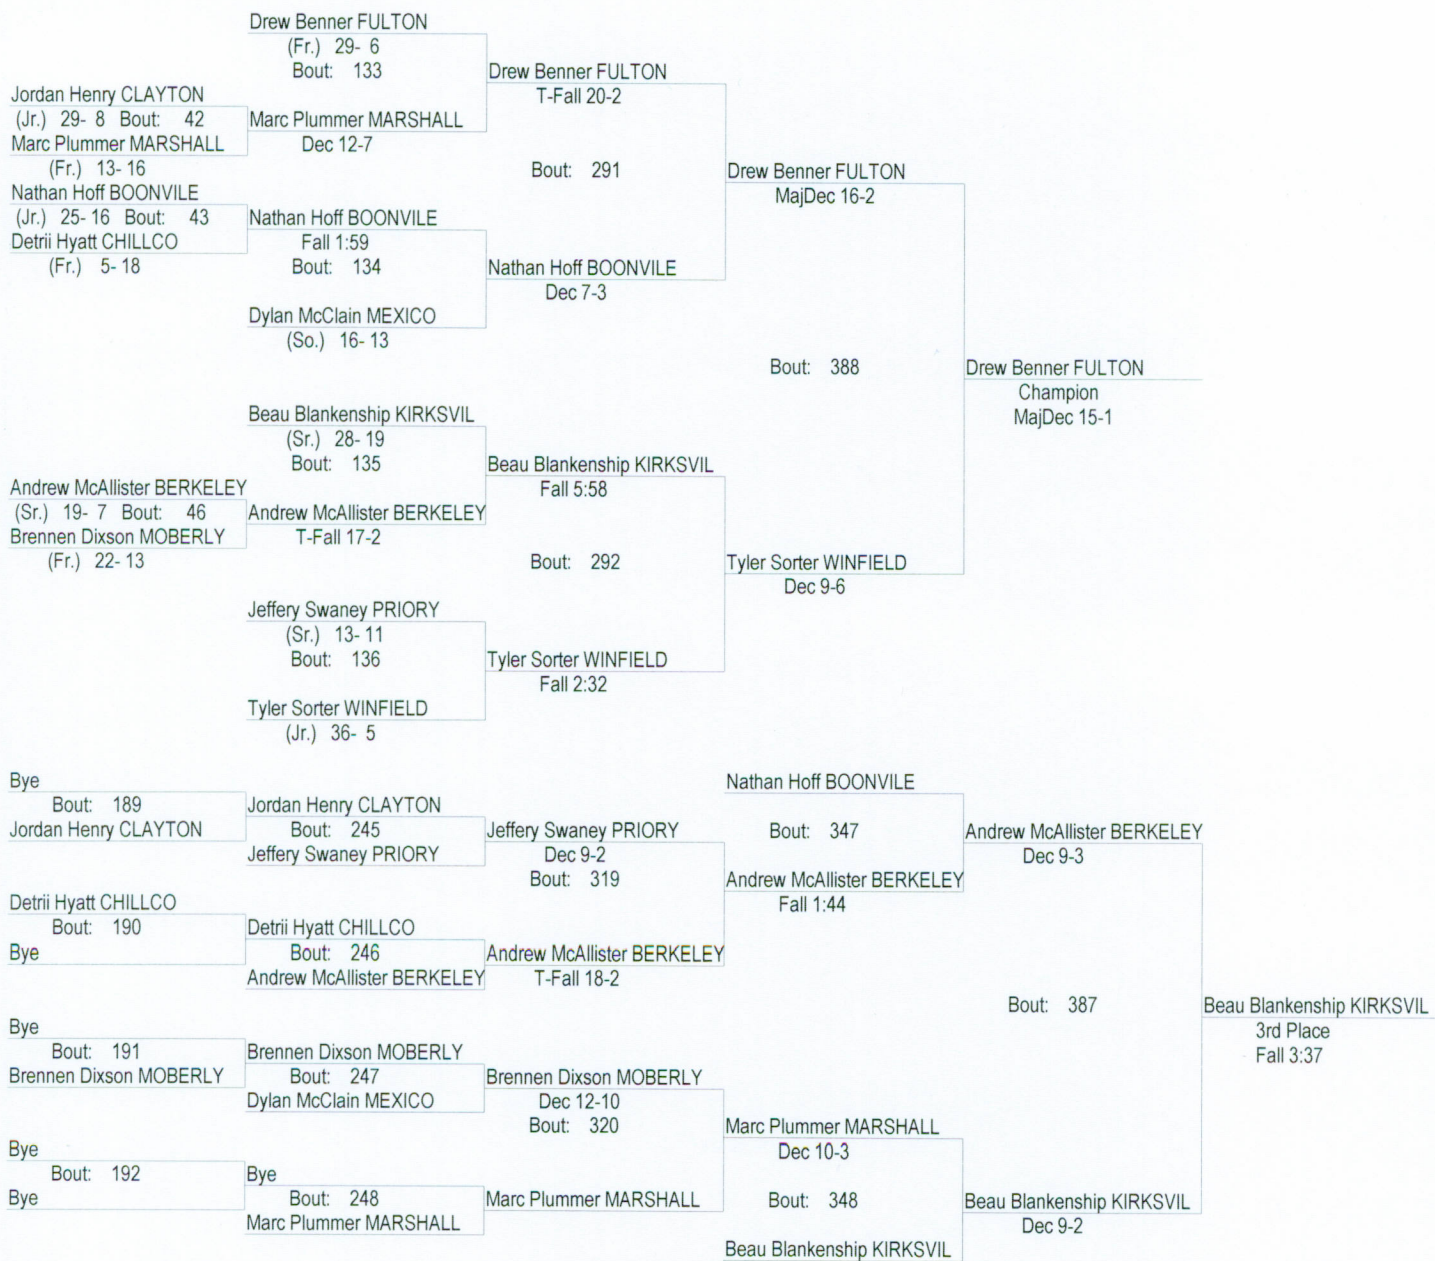 Drew Benner FULTON
(Fr.) 29- 6
Bout: 133
Drew Benner FULTON
T-Fall 20-2
Jordan Henry CLAYTON
(Jr.) 29- 8 Bout: 42
Marc Plummer MARSHALL
Dec 12-7
Marc Plummer MARSHALL
(Fr.) 13- 16
Bout: 291
Drew Benner FULTON
MajDec 16-2
Nathan Hoff BOONVILE
(Jr.) 25- 16 Bout: 43
Nathan Hoff BOONVILE
Detrii Hyatt CHILLCO
Fall 1:59
(Fr.) 5- 18
Bout: 134
Nathan Hoff BOONVILE
Dec 7-3
Dylan McClain MEXICO
(So.) 16- 13
Bout: 388
Drew Benner FULTON
Champion
MajDec 15-1
Beau Blankenship KIRKSVIL
(Sr.) 28- 19
Bout: 135
Beau Blankenship KIRKSVIL
Fall 5:58
Andrew McAllister BERKELEY
(Sr.) 19- 7 Bout: 46
Andrew McAllister BERKELEY
Brennen Dixson MOBERLY
T-Fall 17-2
(Fr.) 22- 13
Bout: 292
Tyler Sorter WINFIELD
Dec 9-6
Jeffery Swaney PRIORY
(Sr.) 13- 11
Bout: 136
Tyler Sorter WINFIELD
Fall 2:32
Tyler Sorter WINFIELD
(Jr.) 36- 5
Bye
Bout: 189
Jordan Henry CLAYTON
Jordan Henry CLAYTON
Bout: 245
Jeffery Swaney PRIORY
Jeffery Swaney PRIORY
Dec 9-2
Bout: 319
Nathan Hoff BOONVILE
Bout: 347
Andrew McAllister BERKELEY
Dec 9-3
Andrew McAllister BERKELEY
Fall 1:44
Detrii Hyatt CHILLCO
Bout: 190
Bye
Detrii Hyatt CHILLCO
Bout: 246
Andrew McAllister BERKELEY
Andrew McAllister BERKELEY
T-Fall 18-2
Bout: 387
Beau Blankenship KIRKSVIL
3rd Place
Fall 3:37
Bye
Bout: 191
Brennen Dixson MOBERLY
Brennen Dixson MOBERLY
Bout: 247
Dylan McClain MEXICO
Brennen Dixson MOBERLY
Dec 12-10
Bout: 320
Marc Plummer MARSHALL
Dec 10-3
Bye
Bout: 192
Bye
Bye
Bout: 248
Marc Plummer MARSHALL
Marc Plummer MARSHALL
Bout: 348
Beau Blankenship KIRKSVIL
Dec 9-2
Beau Blankenship KIRKSVIL